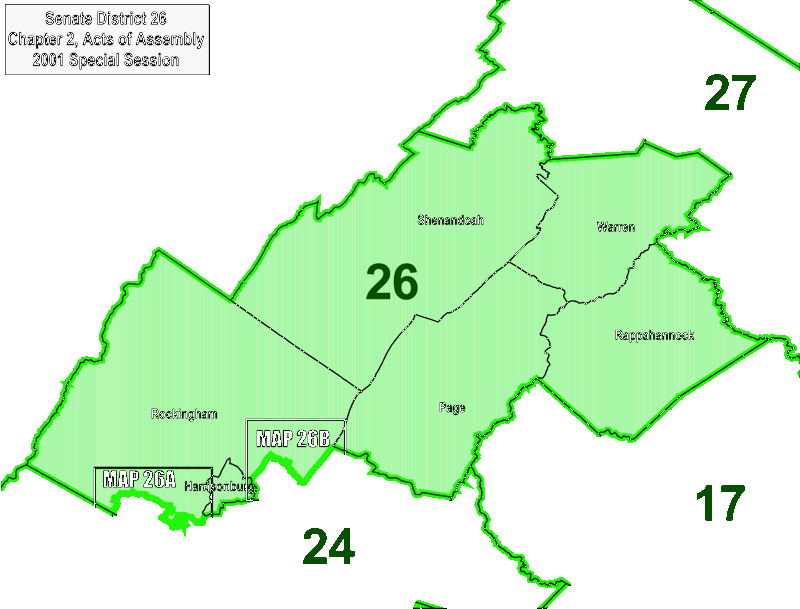 Senate District 26
Chapter 2, Acts of Assembly
2001 Special Session
27
Shenandoah
Warren
26
Rappahannock
Page
Rockingham
MAP 26B
MAP 26A
Harrisonburg
17
24